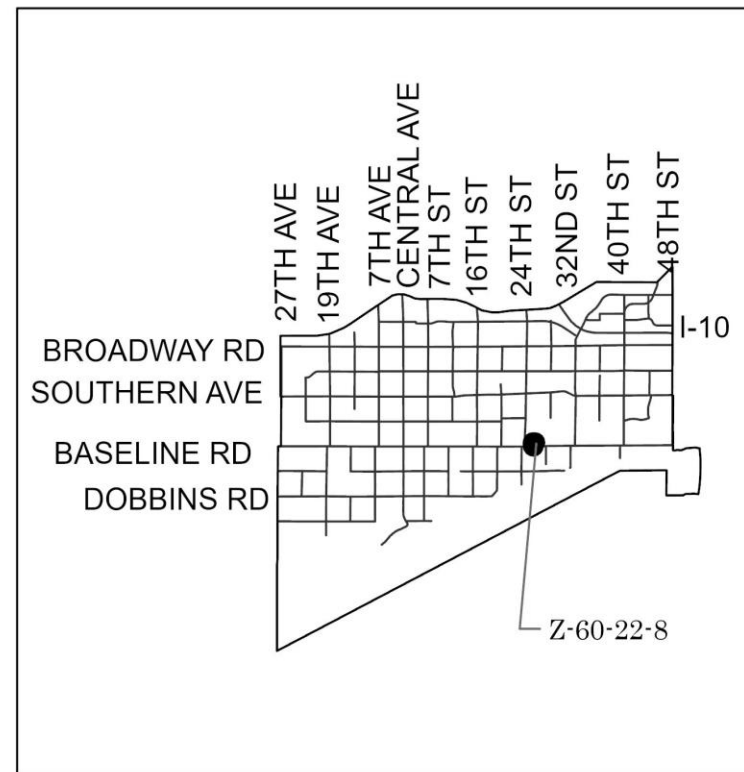 27TH AVE
19TH AVE
7TH AVE
CENTRAL AVE
7TH ST
16TH ST
24TH ST
32ND ST
40TH ST
48TH ST
I-10
BROADWAY RD
SOUTHERN AVE
BASELINE RD
DOBBINS RD
Z-60-22-8